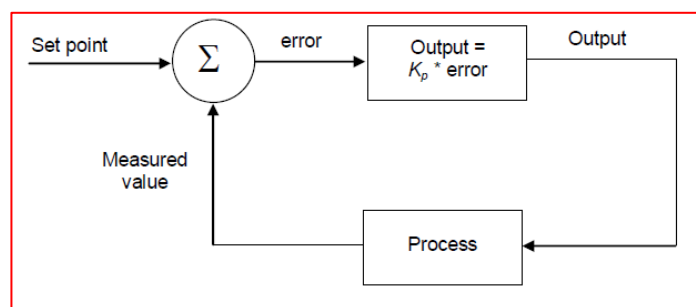 Set point
Σ
error
Output =
Kp * error
Output
Measured
value
Process